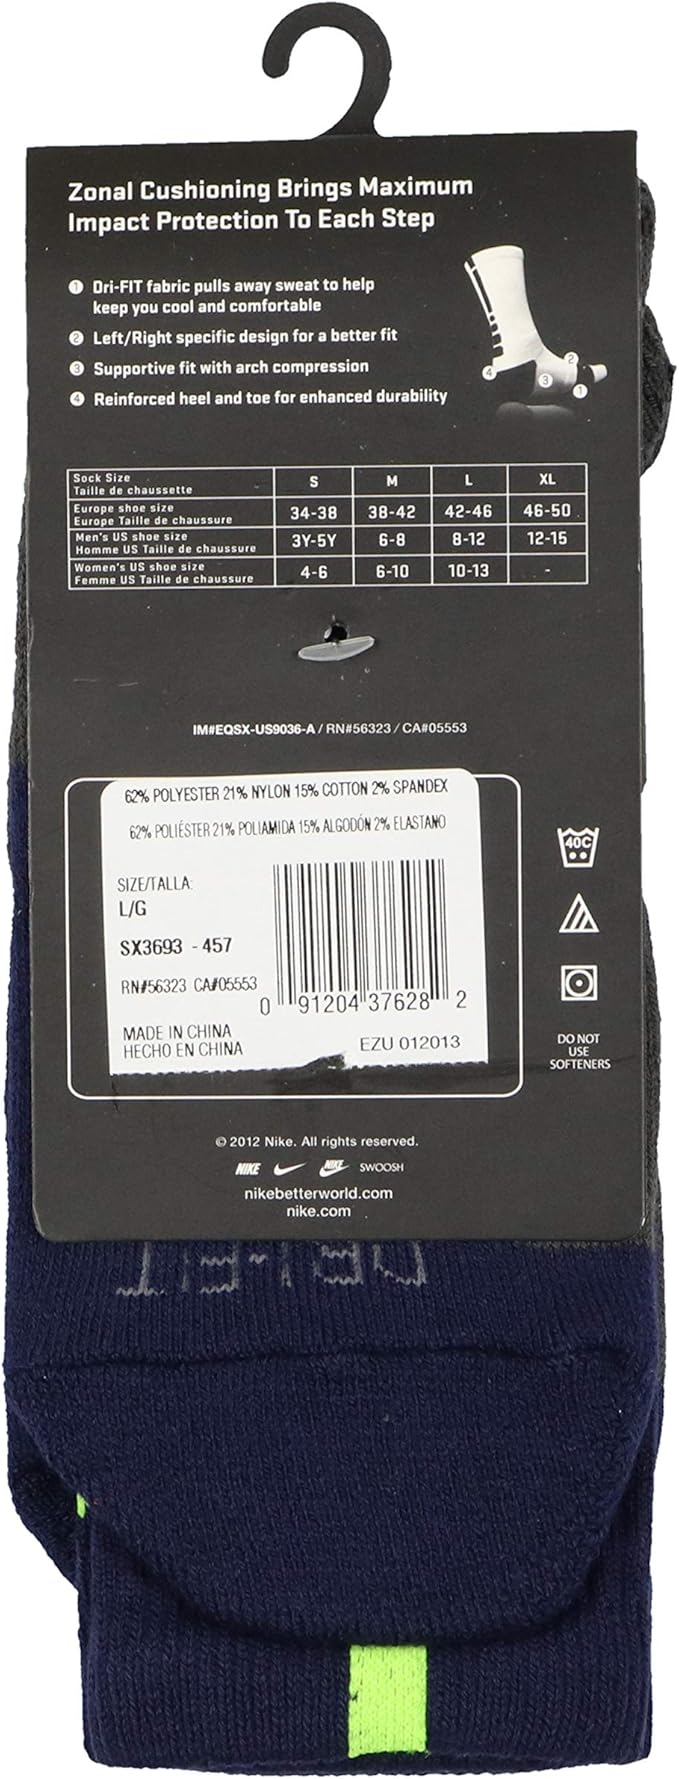 Zonal Cushioning Brings Maximum
Impact Protection To Each Step
1 Dri-FIT fabric pulls away sweat to help
keep you cool and comfortable
2 Left/Right specific design for a better fit
3 Supportive fit with arch compression
4 Reinforced heel and toe for enhanced durability
4 3 2 1
Sock Size
Taille de chaussette S M L XL
Europe shoe size
Europe Taille de chaussure 34-38 38-42 42-46 46-50
Men's US shoe size
Homme US Taille de chaussure 3Y-5Y 6-8 8-12 12-15
Women's US shoe size
Femme US Taille de chaussure 4-6 6-10 10-13 -
IM#EQSX-US9036-A / RN#56323 / CA#05553
62% POLYESTER 21% NYLON 15% COTTON 2% SPANDEX
62% POLIÉSTER 21% POLIAMIDA 15% ALGODÓN 2% ELASTANO
SIZE/TALLA:
L/G
SX3693 - 457
RN#56323 CA#05553
0 91204 37628 2
MADE IN CHINA
HECHO EN CHINA
EZU 012013
40C
DO NOT
USE
SOFTENERS
© 2012 Nike. All rights reserved.
NIKE NIKE SWOOSH
nikebetterworld.com
nike.com
DRI-FIT